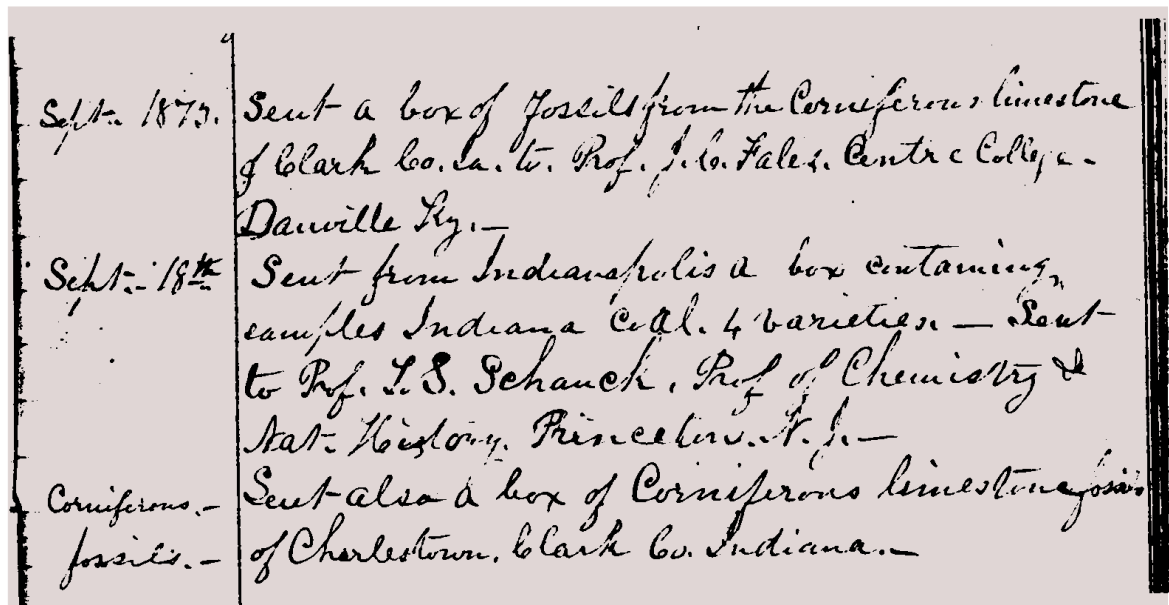 Sept. 1873. Sent a box of Fossils from the Corniferous limestone
of Clark Co. Ia. to. Prof. J. C. Fales. Centre College-
Danville Ky.—
Sept.- 18th Sent from Indianapolis a box containing
samples Indiana Coal. 4 varieties.— Sent
to Prof. S. Schanck. Prof of Chemistry &
Nat. History. Princeton. N. J.—
Corniferous.- Sent also a box of Corniferous limestone fossils
fossils.- of Charlestown. Clark Co. Indiana.—